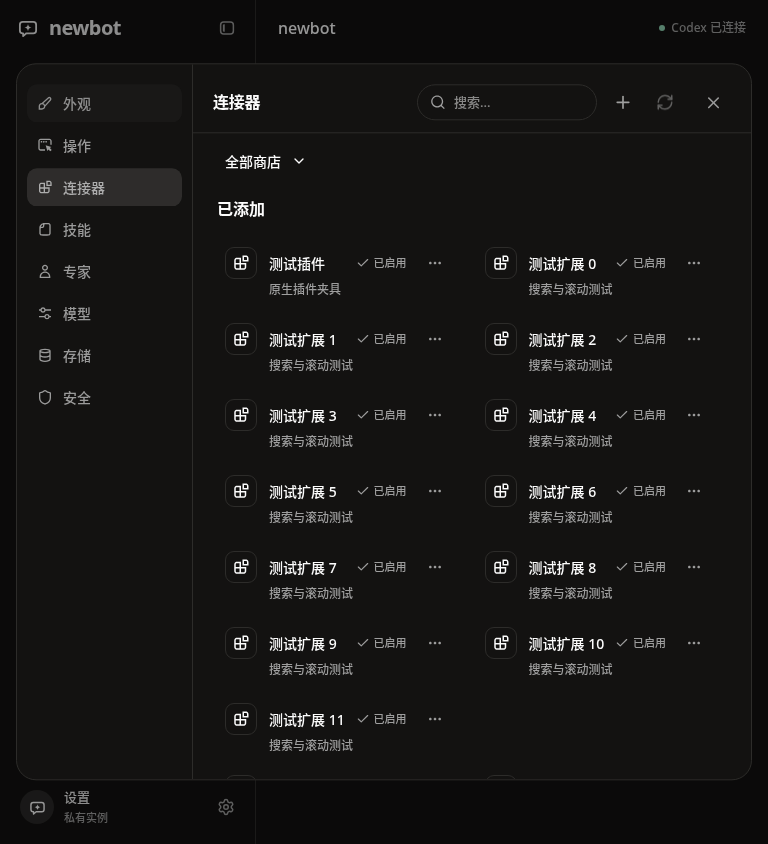 newbot
newbot
Codex 已连接
外观
操作
连接器
技能
专家
模型
存储
安全
连接器
搜索...
全部商店
已添加
测试插件 已启用
原生插件夹具
测试扩展 0 已启用
搜索与滚动测试
测试扩展 1 已启用
搜索与滚动测试
测试扩展 2 已启用
搜索与滚动测试
测试扩展 3 已启用
搜索与滚动测试
测试扩展 4 已启用
搜索与滚动测试
测试扩展 5 已启用
搜索与滚动测试
测试扩展 6 已启用
搜索与滚动测试
测试扩展 7 已启用
搜索与滚动测试
测试扩展 8 已启用
搜索与滚动测试
测试扩展 9 已启用
搜索与滚动测试
测试扩展 10 已启用
搜索与滚动测试
测试扩展 11 已启用
搜索与滚动测试
设置
私有实例